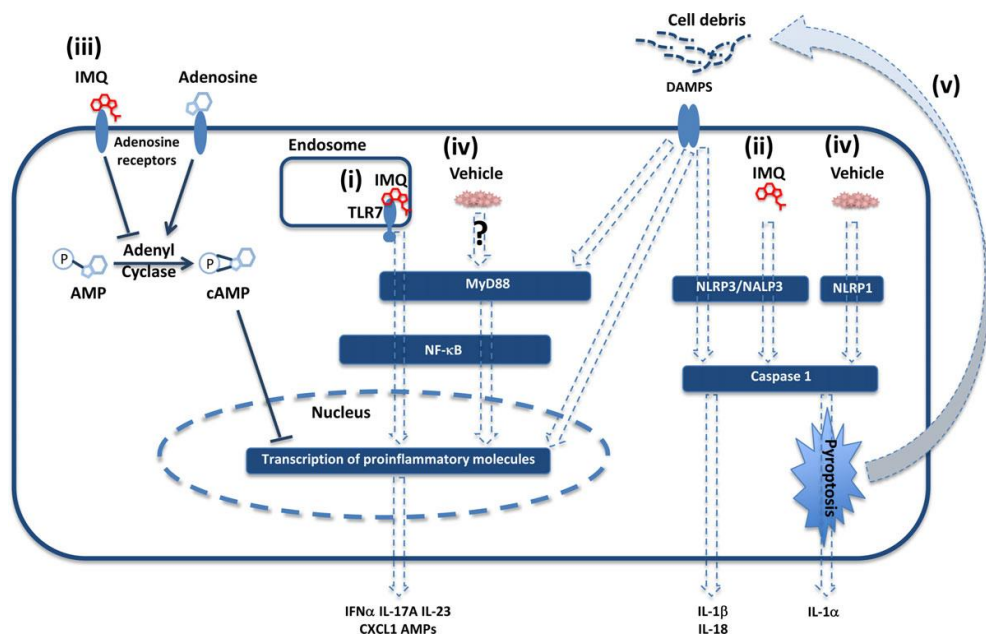 Cell debris
(iii)
IMQ
Adenosine
(v)
DAMPS
Adenosine
receptors
Endosome
(iv)
(ii)
(iv)
(i)
IMQ
Vehicle
IMQ
Vehicle
TLR7
?
P
Adenyl
Cyclase
P
AMP
cAMP
MyD88
NLRP3/NALP3
NLRP1
NF-κB
Caspase 1
Nucleus
Transcription of proinflammatory molecules
Pyroptosis
IFNα IL-17A IL-23
CXCL1 AMPs
IL-1β
IL-18
IL-1α